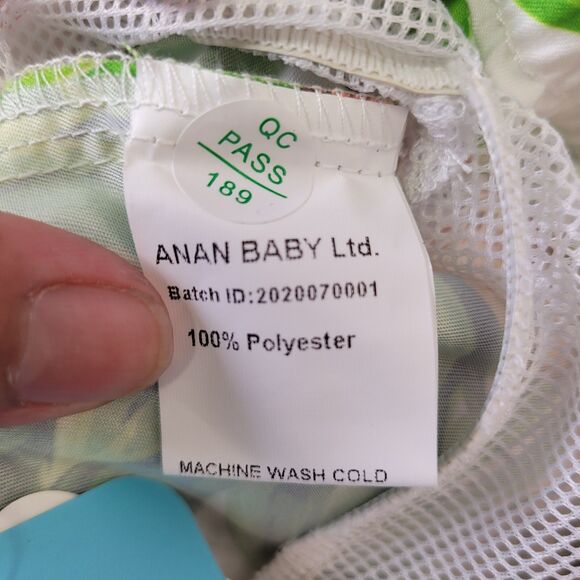 QC
PASS
189
ANAN BABY Ltd.
Batch ID:2020070001
100% Polyester
MACHINE WASH COLD